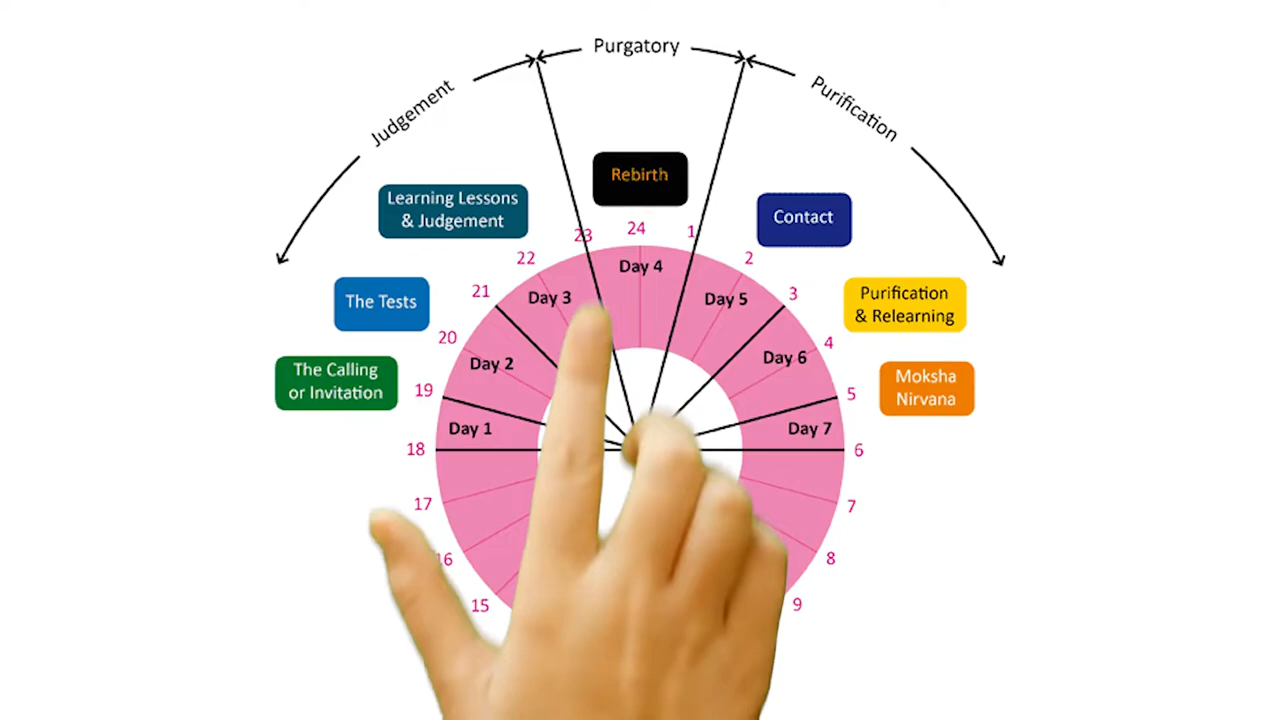 Purgatory
Judgement
Purification
Rebirth
Learning Lessons
& Judgement
Contact
The Tests
Purification
& Relearning
The Calling
or Invitation
Moksha
Nirvana
24
23
1
22
2
21
3
20
4
19
5
18
6
17
7
16
8
15
9
Day 4
Day 3
Day 5
Day 2
Day 6
Day 1
Day 7